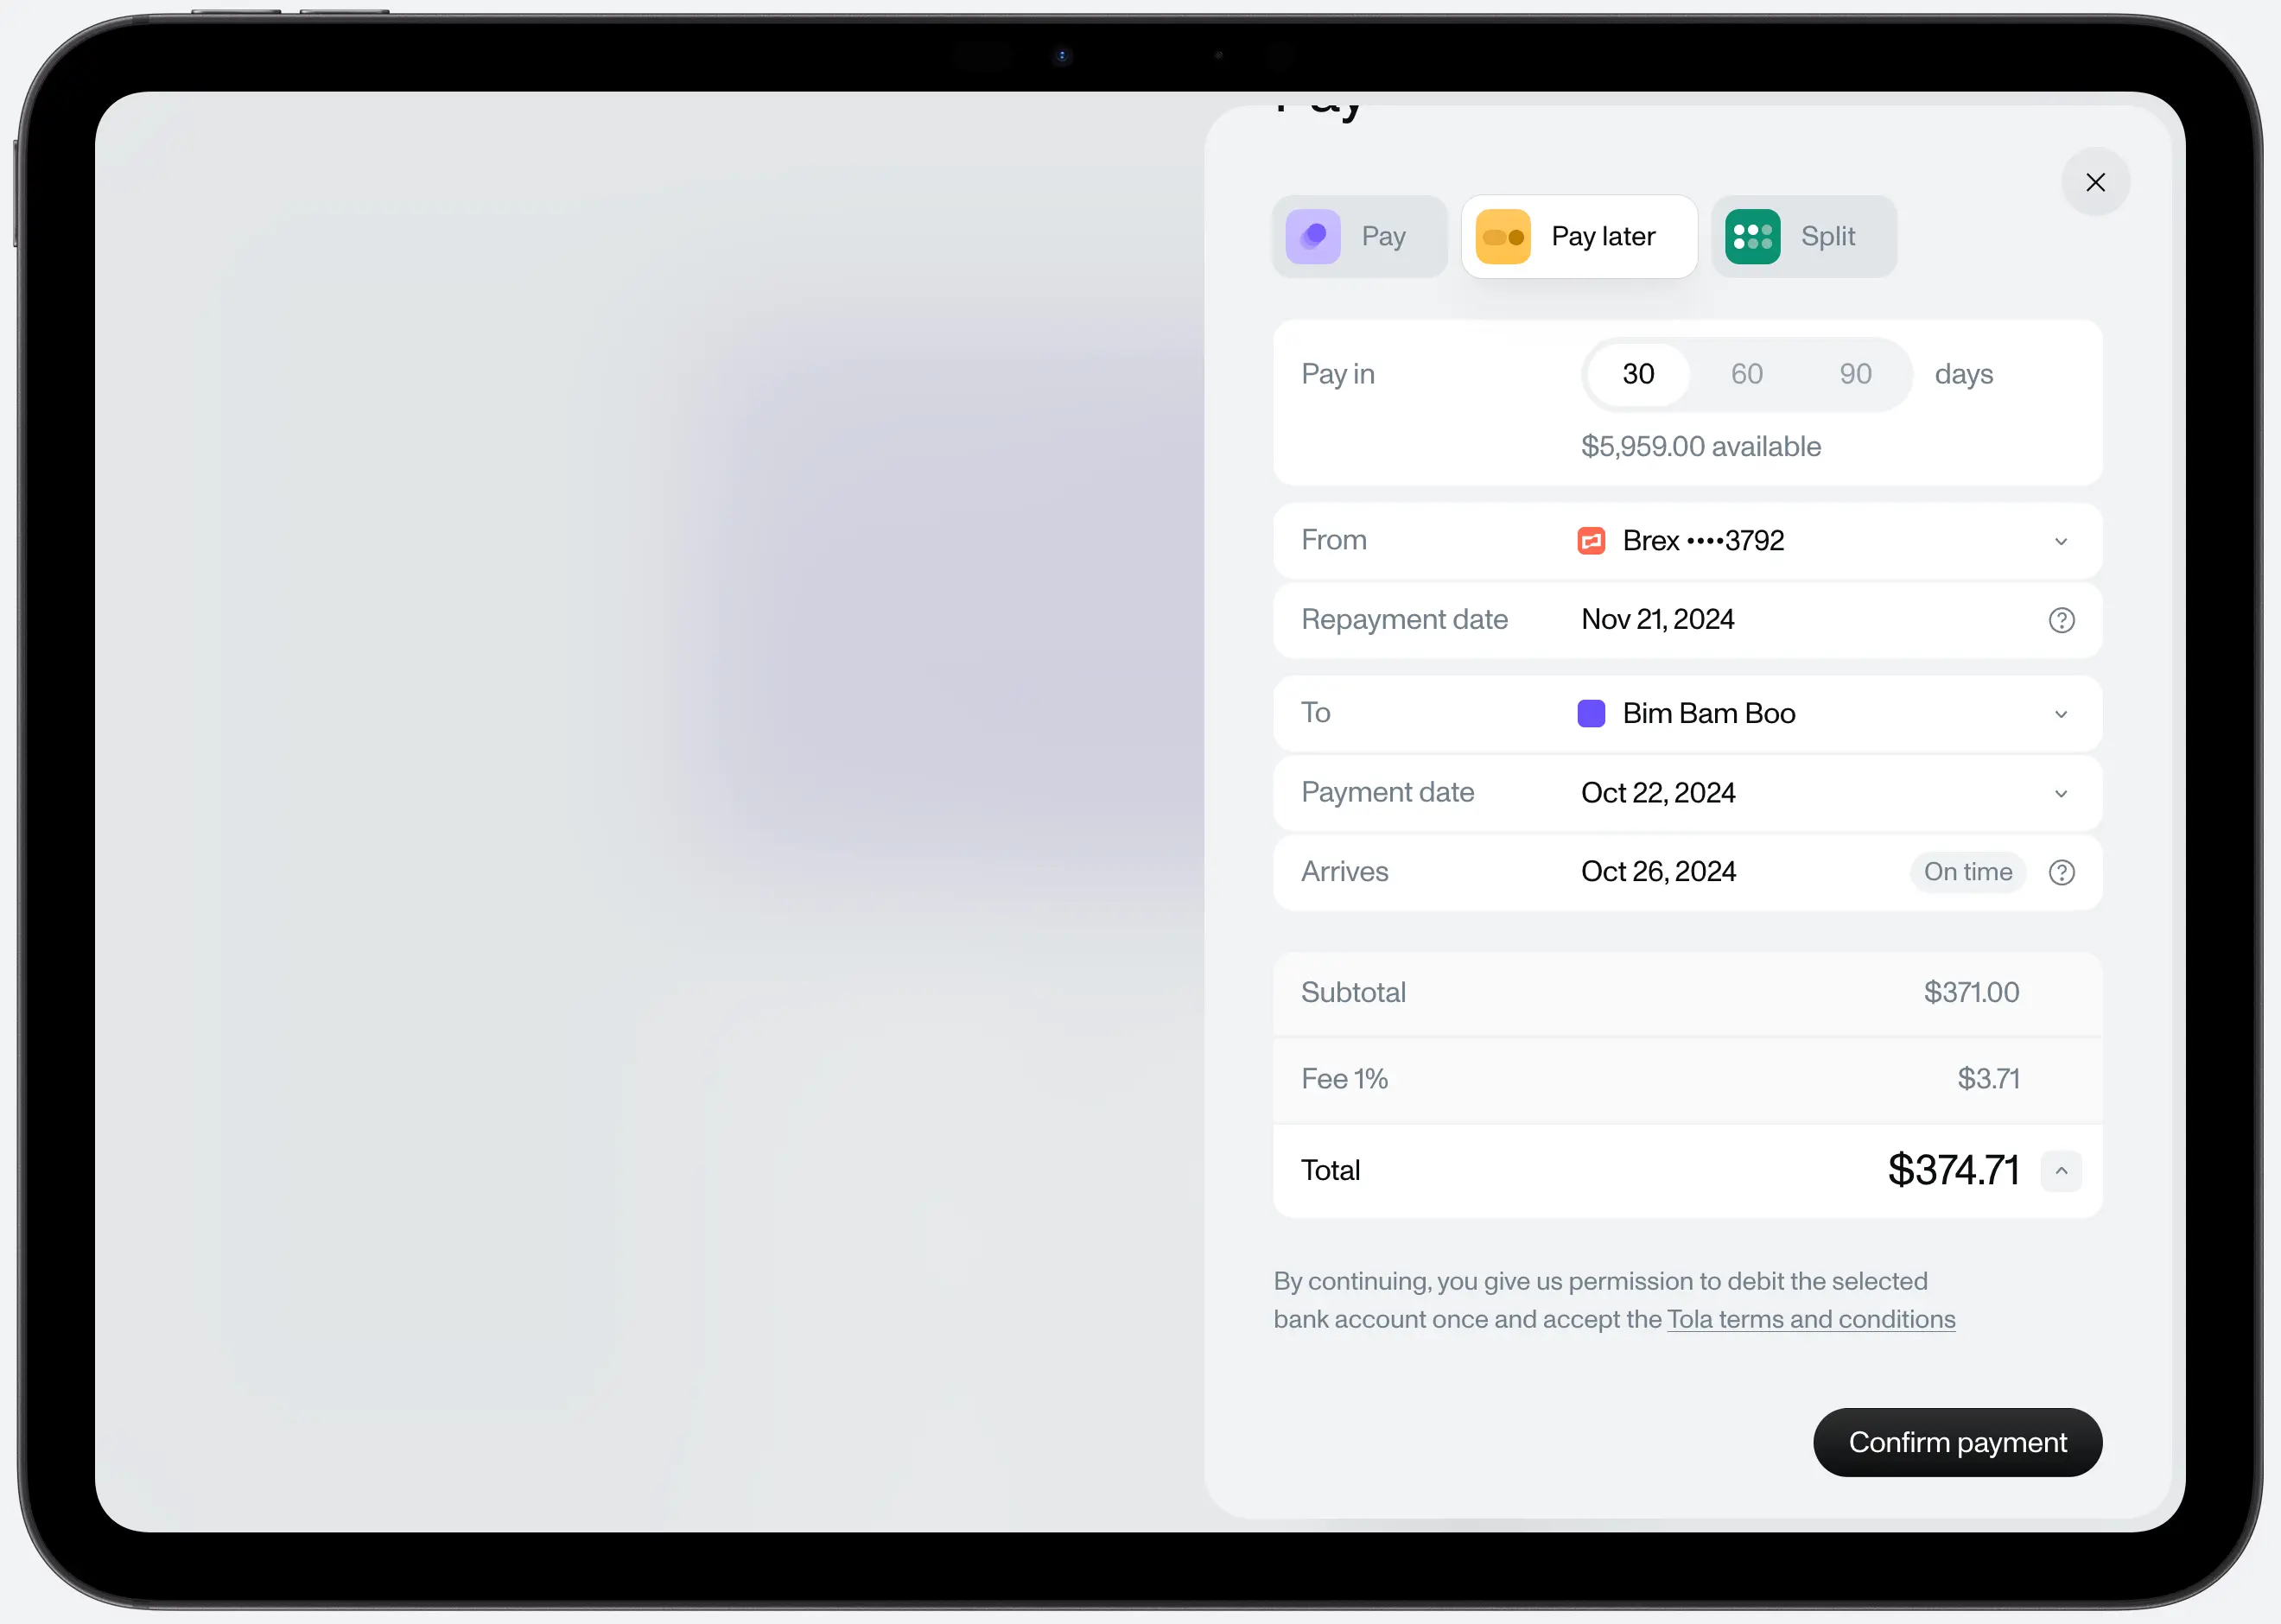 Pay
Pay
Pay later
Split
Pay in
30
60
90
days
$5,959.00 available
From
Brex ••••3792
Repayment date
Nov 21, 2024
To
Bim Bam Boo
Payment date
Oct 22, 2024
Arrives
Oct 26, 2024
On time
Subtotal
$371.00
Fee 1%
$3.71
Total
$374.71
By continuing, you give us permission to debit the selected
bank account once and accept the Tola terms and conditions
Confirm payment